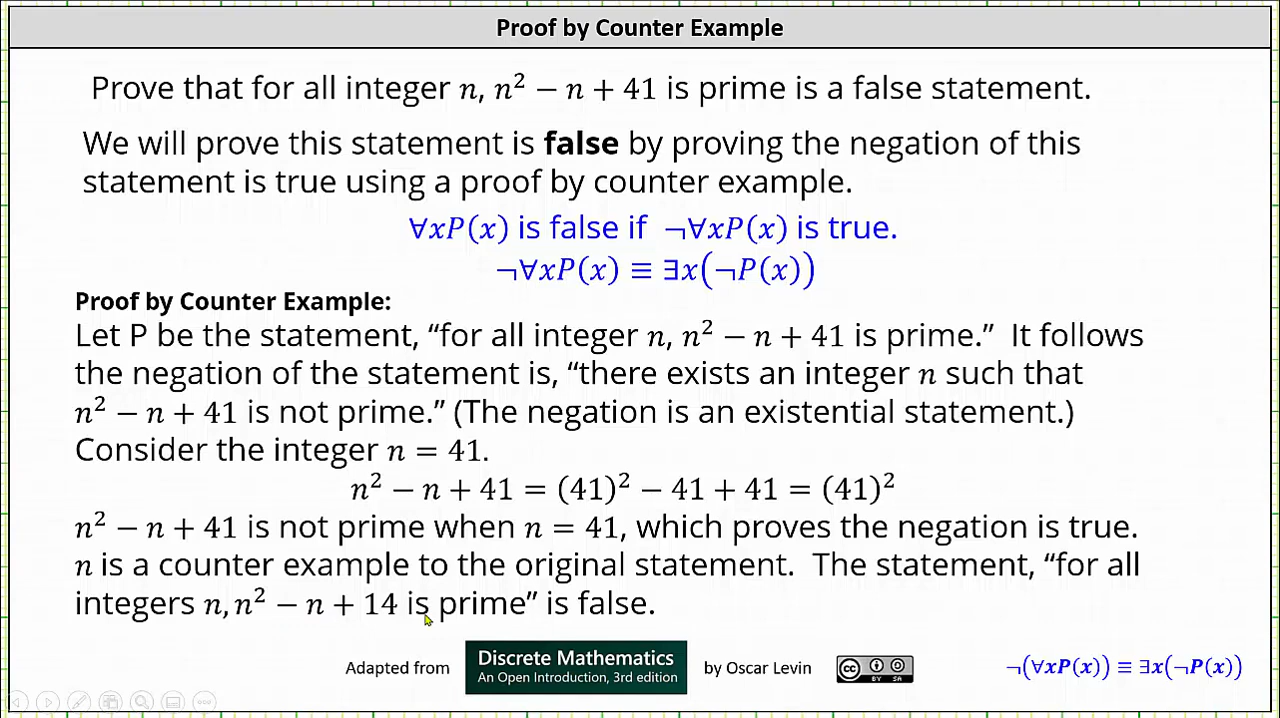 Proof by Counter Example
Prove that for all integer n, n² − n + 41 is prime is a false statement.
We will prove this statement is false by proving the negation of this
statement is true using a proof by counter example.
∀xP(x) is false if ¬∀xP(x) is true.
¬∀xP(x) ≡ ∃x(¬P(x))
Proof by Counter Example:
Let P be the statement, “for all integer n, n² − n + 41 is prime.” It follows
the negation of the statement is, “there exists an integer n such that
n² − n + 41 is not prime.” (The negation is an existential statement.)
Consider the integer n = 41.
n² − n + 41 = (41)² − 41 + 41 = (41)²
n² − n + 41 is not prime when n = 41, which proves the negation is true.
n is a counter example to the original statement. The statement, “for all
integers n, n² − n + 14 is prime” is false.
Adapted from
Discrete Mathematics
An Open Introduction, 3rd edition
by Oscar Levin
cc BY SA
¬(∀xP(x)) ≡ ∃x(¬P(x))